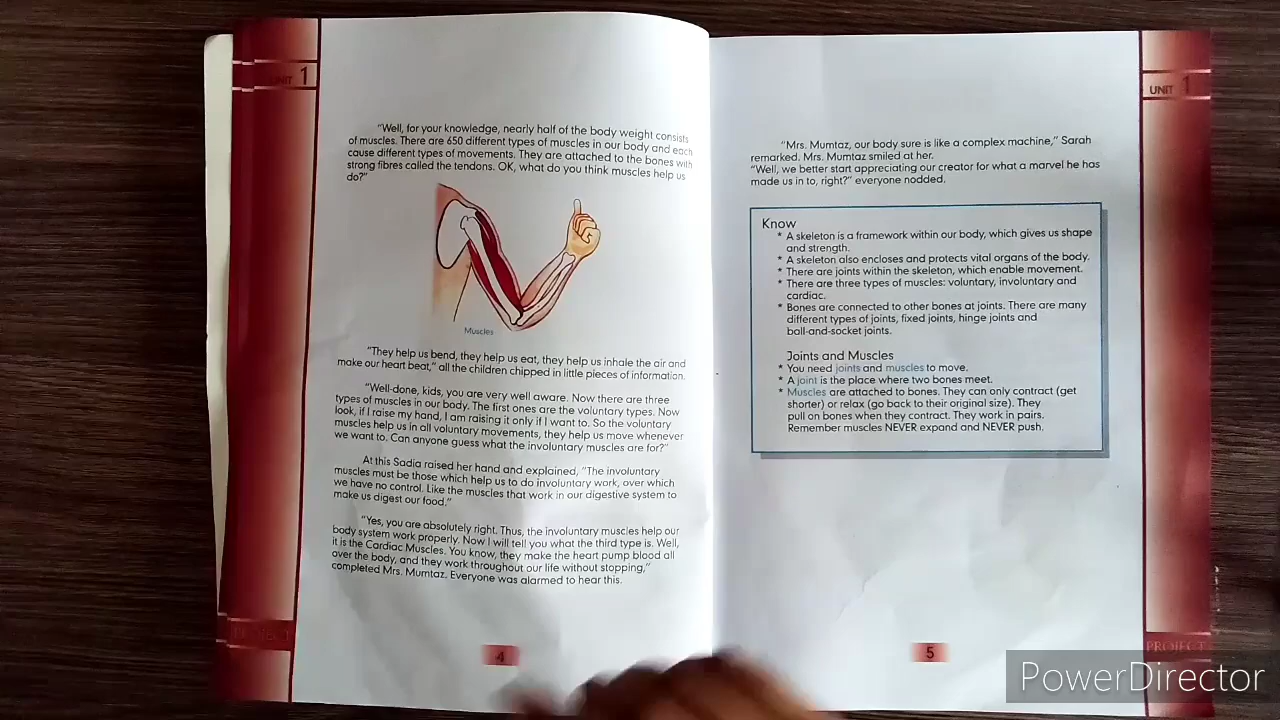 UNIT 1
"Well, for your knowledge, nearly half of the body weight consists
of muscles. There are 650 different types of muscles in our body and each
cause different types of movements. They are attached to the bones with
strong fibres called the tendons. OK, what do you think muscles help us
do?"
Muscles
"They help us bend, they help us eat, they help us inhale the air and
make our heart beat," all the children chipped in little pieces of information.
"Well-done, kids, you are very well aware. Now there are three
types of muscles in our body. The first ones are the voluntary types. Now
look, if I raise my hand, I am raising it only if I want to. So the voluntary
muscles help us in all voluntary movements, they help us move whenever
we want to. Can anyone guess what the involuntary muscles are for?"
At this Sadia raised her hand and explained, "The involuntary
muscles must be those which help us to do involuntary work, over which
we have no control. Like the muscles that work in our digestive system to
make us digest our food."
"Yes, you are absolutely right. Thus, the involuntary muscles help our
body system work properly. Now I will tell you what the third type is. Well,
it is the Cardiac Muscles. You know, they make the heart pump blood all
over the body, and they work throughout our life without stopping,"
completed Mrs. Mumtaz. Everyone was alarmed to hear this.
PROJECT
4
UNIT 1
"Mrs. Mumtaz, our body sure is like a complex machine," Sarah
remarked. Mrs. Mumtaz smiled at her.
"Well, we better start appreciating our creator for what a marvel he has
made us in to, right?" everyone nodded.
Know
* A skeleton is a framework within our body, which gives us shape
and strength.
* A skeleton also encloses and protects vital organs of the body.
* There are joints within the skeleton, which enable movement.
* There are three types of muscles: voluntary, involuntary and
cardiac.
* Bones are connected to other bones at joints. There are many
different types of joints, fixed joints, hinge joints and
ball-and-socket joints.
Joints and Muscles
* You need joints and muscles to move.
* A joint is the place where two bones meet.
* Muscles are attached to bones. They can only contract (get
shorter) or relax (go back to their original size). They
pull on bones when they contract. They work in pairs.
Remember muscles NEVER expand and NEVER push.
5
PROJECT
PowerDirector